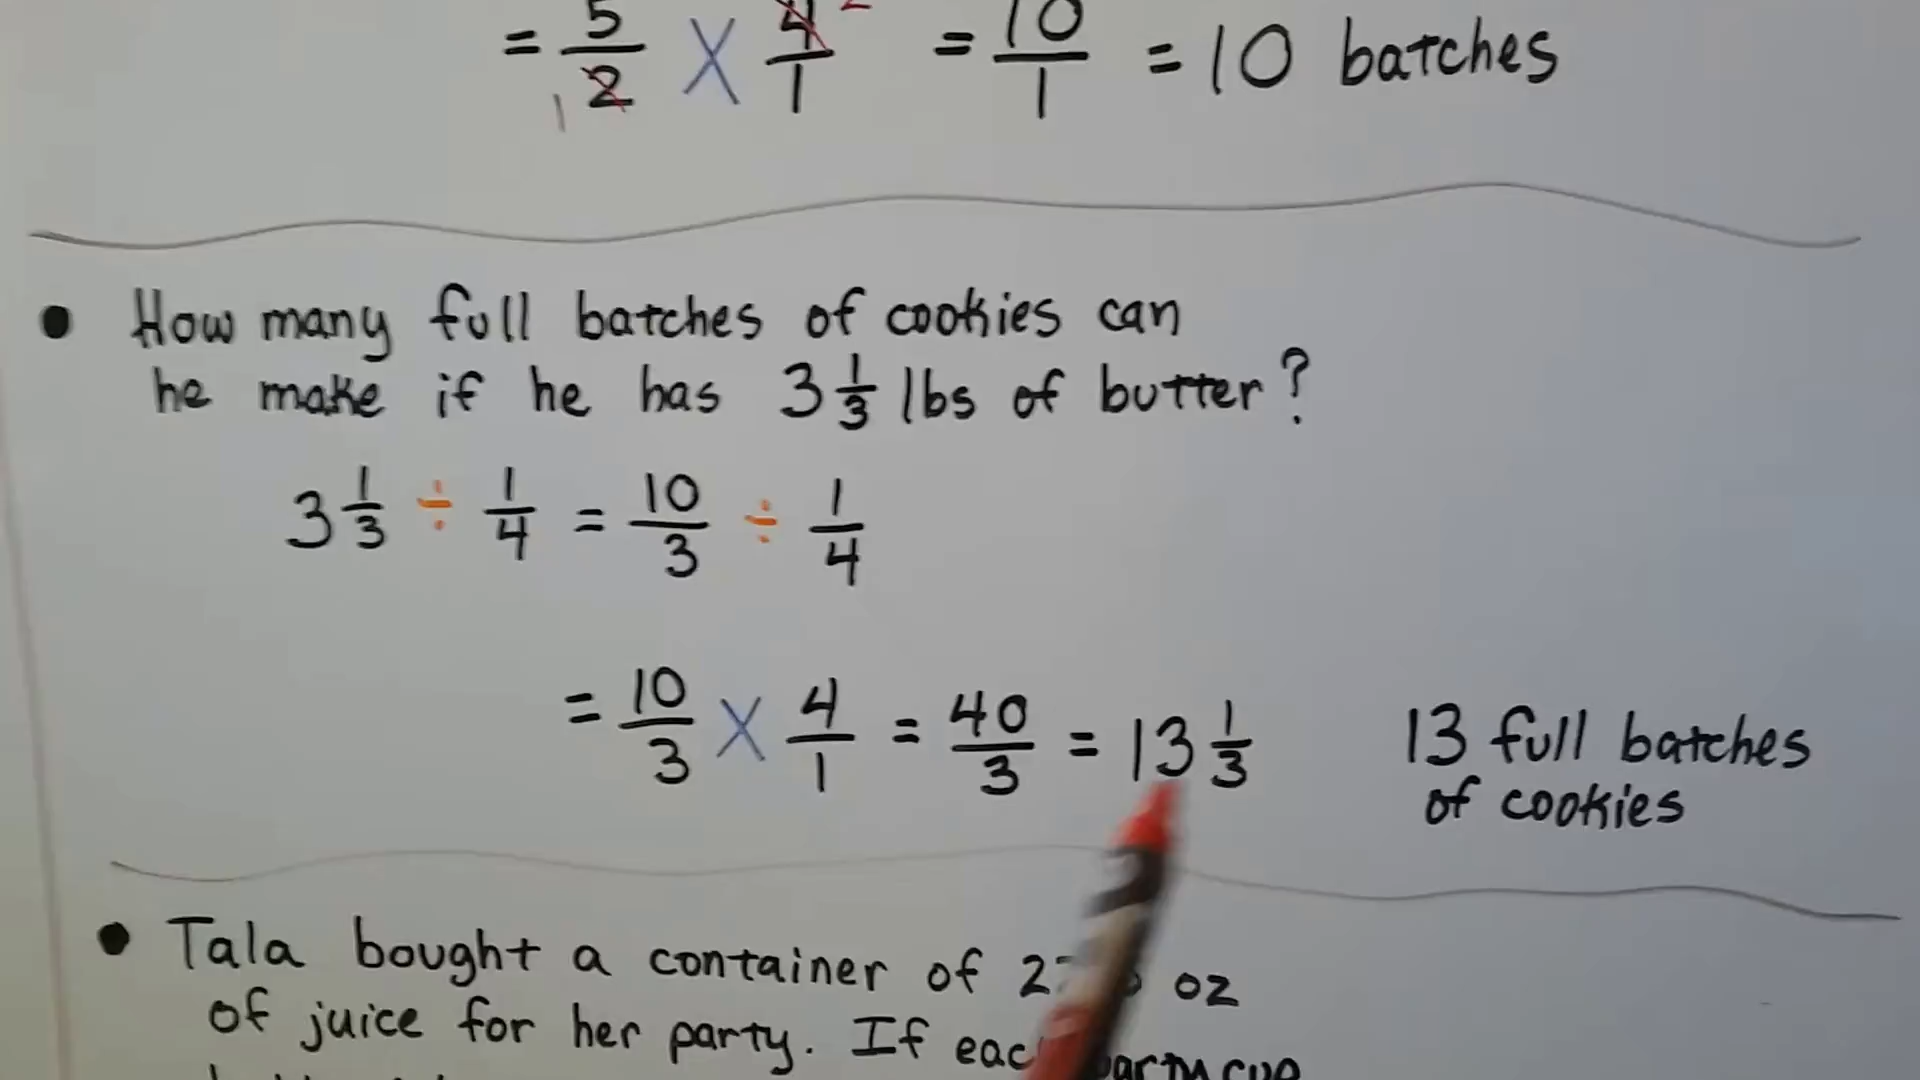 = 5/2 X 4/1 2 = 10/1 = 10 batches
1
• How many full batches of cookies can
he make if he has 3 1/3 lbs of butter?
3 1/3 ÷ 1/4 = 10/3 ÷ 1/4
= 10/3 X 4/1 = 40/3 = 13 1/3 13 full batches
of cookies
• Tala bought a container of oz
of juice for her party. If